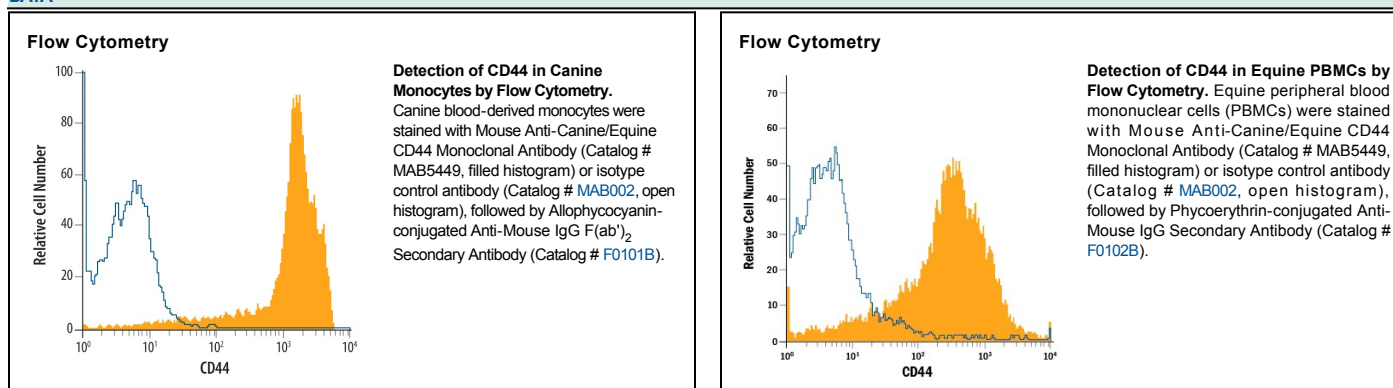 DATA
Flow Cytometry
100
80
60
40
20
0
Relative Cell Number
10⁰ 10¹ 10² 10³ 10⁴
CD44
Detection of CD44 in Canine
Monocytes by Flow Cytometry.
Canine blood-derived monocytes were
stained with Mouse Anti-Canine/Equine
CD44 Monoclonal Antibody (Catalog #
MAB5449, filled histogram) or isotype
control antibody (Catalog # MAB002, open
histogram), followed by Allophycocyanin-
conjugated Anti-Mouse IgG F(ab')₂
Secondary Antibody (Catalog # F0101B).
Flow Cytometry
70
60
50
40
30
20
10
0
Relative Cell Number
10⁰ 10¹ 10² 10³ 10⁴
CD44
Detection of CD44 in Equine PBMCs by
Flow Cytometry. Equine peripheral blood
mononuclear cells (PBMCs) were stained
with Mouse Anti-Canine/Equine CD44
Monoclonal Antibody (Catalog # MAB5449,
filled histogram) or isotype control antibody
(Catalog # MAB002, open histogram),
followed by Phycoerythrin-conjugated Anti-
Mouse IgG Secondary Antibody (Catalog #
F0102B).